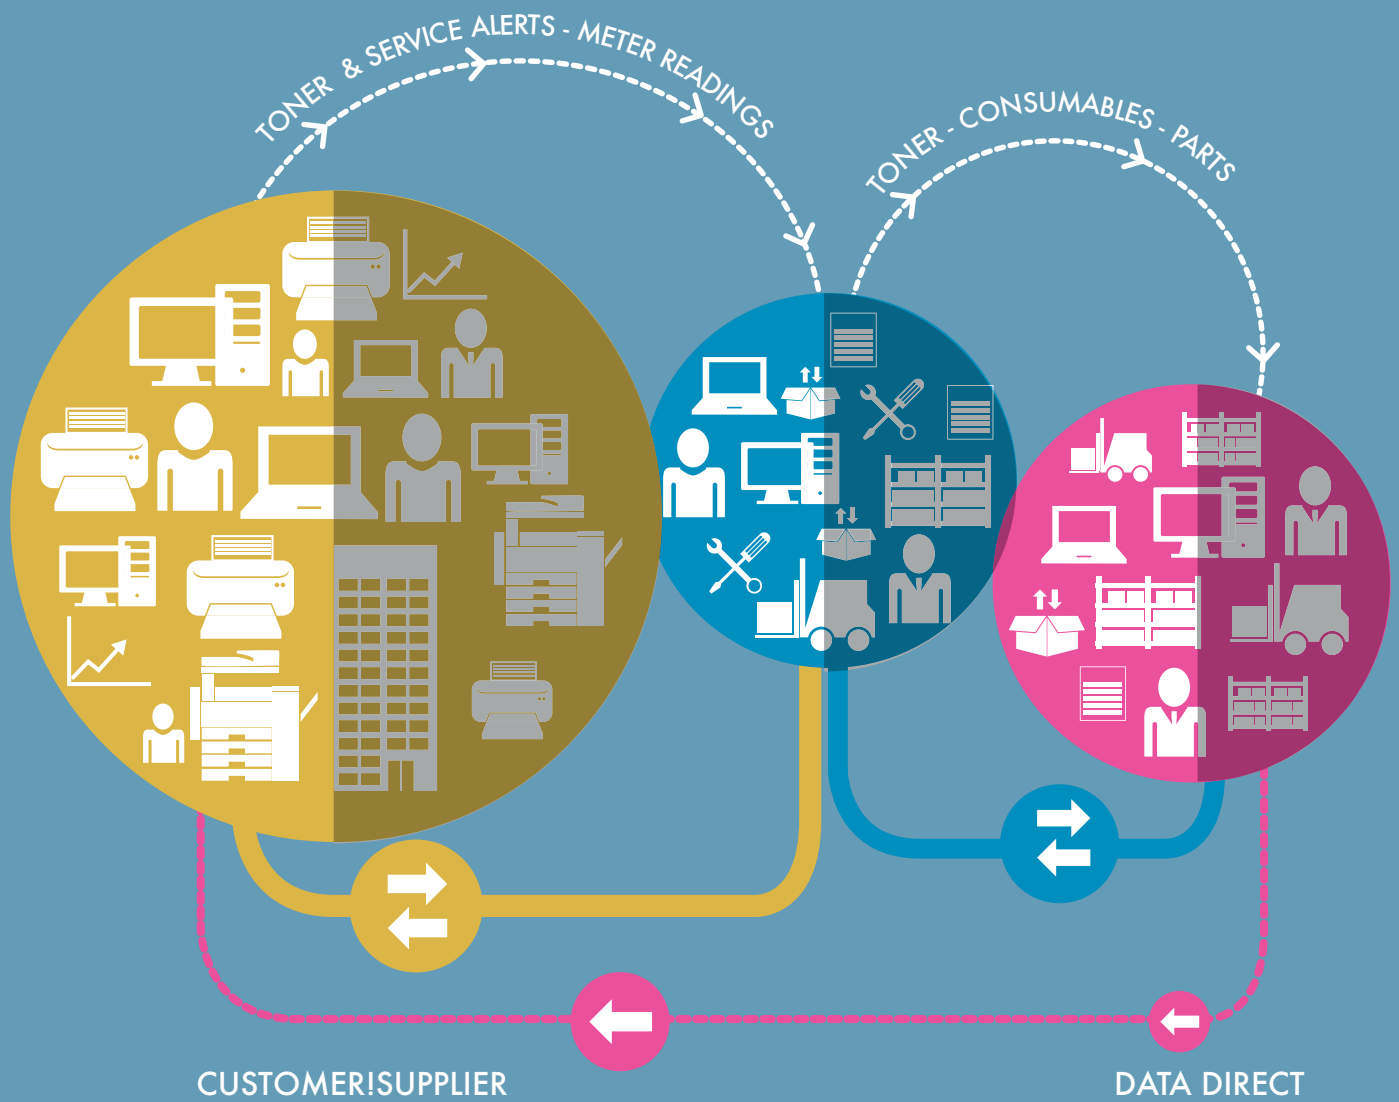 TONER & SERVICE ALERTS - METER READINGS
TONER - CONSUMABLES - PARTS
CUSTOMER!SUPPLIER
DATA DIRECT